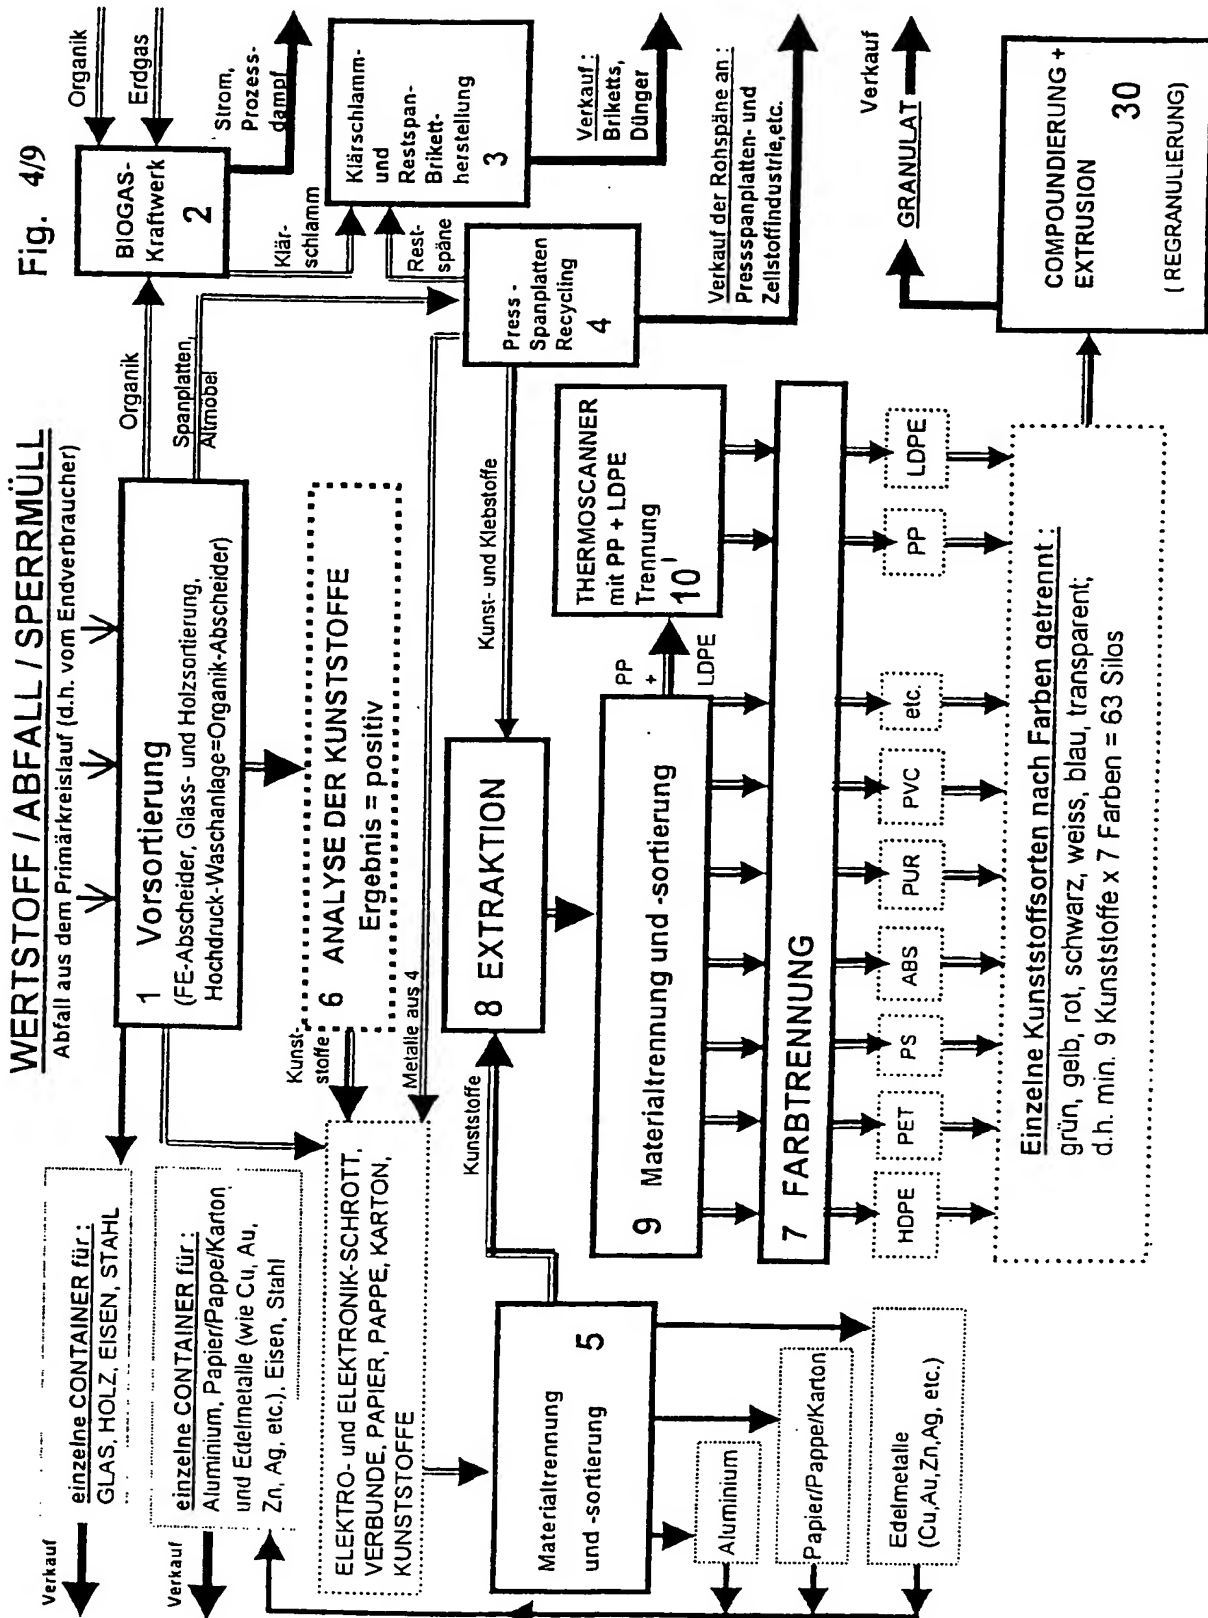 Fig. 4/9
WERTSTOFF / ABFALL / SPERRMÜLL
Abfall aus dem Primärkreislauf (d.h. vom Endverbraucher)
1 Vorsortierung
(FE-Abscheider, Glass- und Holzsortierung,
Hochdruck-Waschanlage=Organik-Abscheider)
Organik
Spanplatten,
Altmöbel
Organik
Erdgas
BIOGAS-
Kraftwerk
2
Strom,
Prozess-
dampf
Klär-
schlamm
Klärschlamm-
und
Restspan-
Brikett-
herstellung
3
Rest-
späne
Verkauf :
Briketts,
Dünger
Press -
Spanplatten
Recycling
4
Verkauf der Rohspäne an :
Pressspanplatten- und
Zellstoffindustrie,etc.
Verkauf
einzelne CONTAINER für :
GLAS, HOLZ, EISEN, STAHL
Verkauf
einzelne CONTAINER für :
Aluminium, Papier/Pappe/Karton
und Edelmetalle (wie Cu, Au,
Zn, Ag, etc.), Eisen, Stahl
6 ANALYSE DER KUNSTSTOFFE
Ergebnis = positiv
Kunst-
stoffe
Metalle aus 4
Kunst- und Klebstoffe
ELEKTRO- und ELEKTRONIK-SCHROTT,
VERBUNDE, PAPIER, PAPPE, KARTON,
KUNSTSTOFFE
Kunststoffe
8 EXTRAKTION
Materialtrennung
und -sortierung
5
Aluminium
Papier/Pappe/Karton
Edelmetalle
(Cu,Au,Zn,Ag, etc.)
9 Materialtrennung und -sortierung
PP
+
LDPE
THERMOSCANNER
mit PP + LDPE
Trennung
10'
7 FARBTRENNUNG
HDPE
PET
PS
ABS
PUR
PVC
etc.
PP
LDPE
Einzelne Kunststoffsorten nach Farben getrennt :
grün, gelb, rot, schwarz, weiss, blau, transparent;
d.h. min. 9 Kunststoffe x 7 Farben = 63 Silos
COMPOUNDIERUNG +
EXTRUSION
30
( REGRANULIERUNG)
GRANULAT
Verkauf